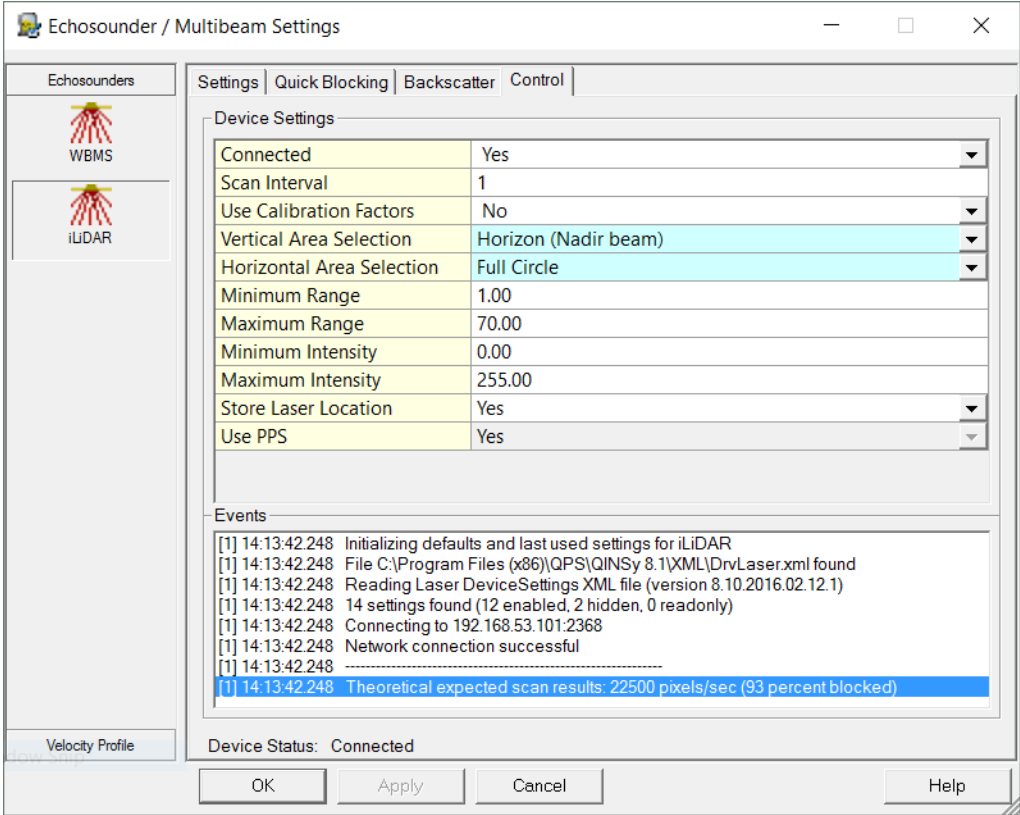 Echosounder / Multibeam Settings
Echosounders
WBMS
iLiDAR
Velocity Profile
Settings Quick Blocking Backscatter Control
Device Settings
Connected Yes
Scan Interval 1
Use Calibration Factors No
Vertical Area Selection Horizon (Nadir beam)
Horizontal Area Selection Full Circle
Minimum Range 1.00
Maximum Range 70.00
Minimum Intensity 0.00
Maximum Intensity 255.00
Store Laser Location Yes
Use PPS Yes
Events
[1] 14:13:42.248 Initializing defaults and last used settings for iLiDAR
[1] 14:13:42.248 File C:\Program Files (x86)\QPS\QINSy 8.1\XML\DrvLaser.xml found
[1] 14:13:42.248 Reading Laser DeviceSettings XML file (version 8.10.2016.02.12.1)
[1] 14:13:42.248 14 settings found (12 enabled, 2 hidden, 0 readonly)
[1] 14:13:42.248 Connecting to 192.168.53.101:2368
[1] 14:13:42.248 Network connection successful
[1] 14:13:42.248 --------------------------------------------------------------
[1] 14:13:42.248 Theoretical expected scan results: 22500 pixels/sec (93 percent blocked)
Device Status: Connected
dow Snip
OK Apply Cancel Help